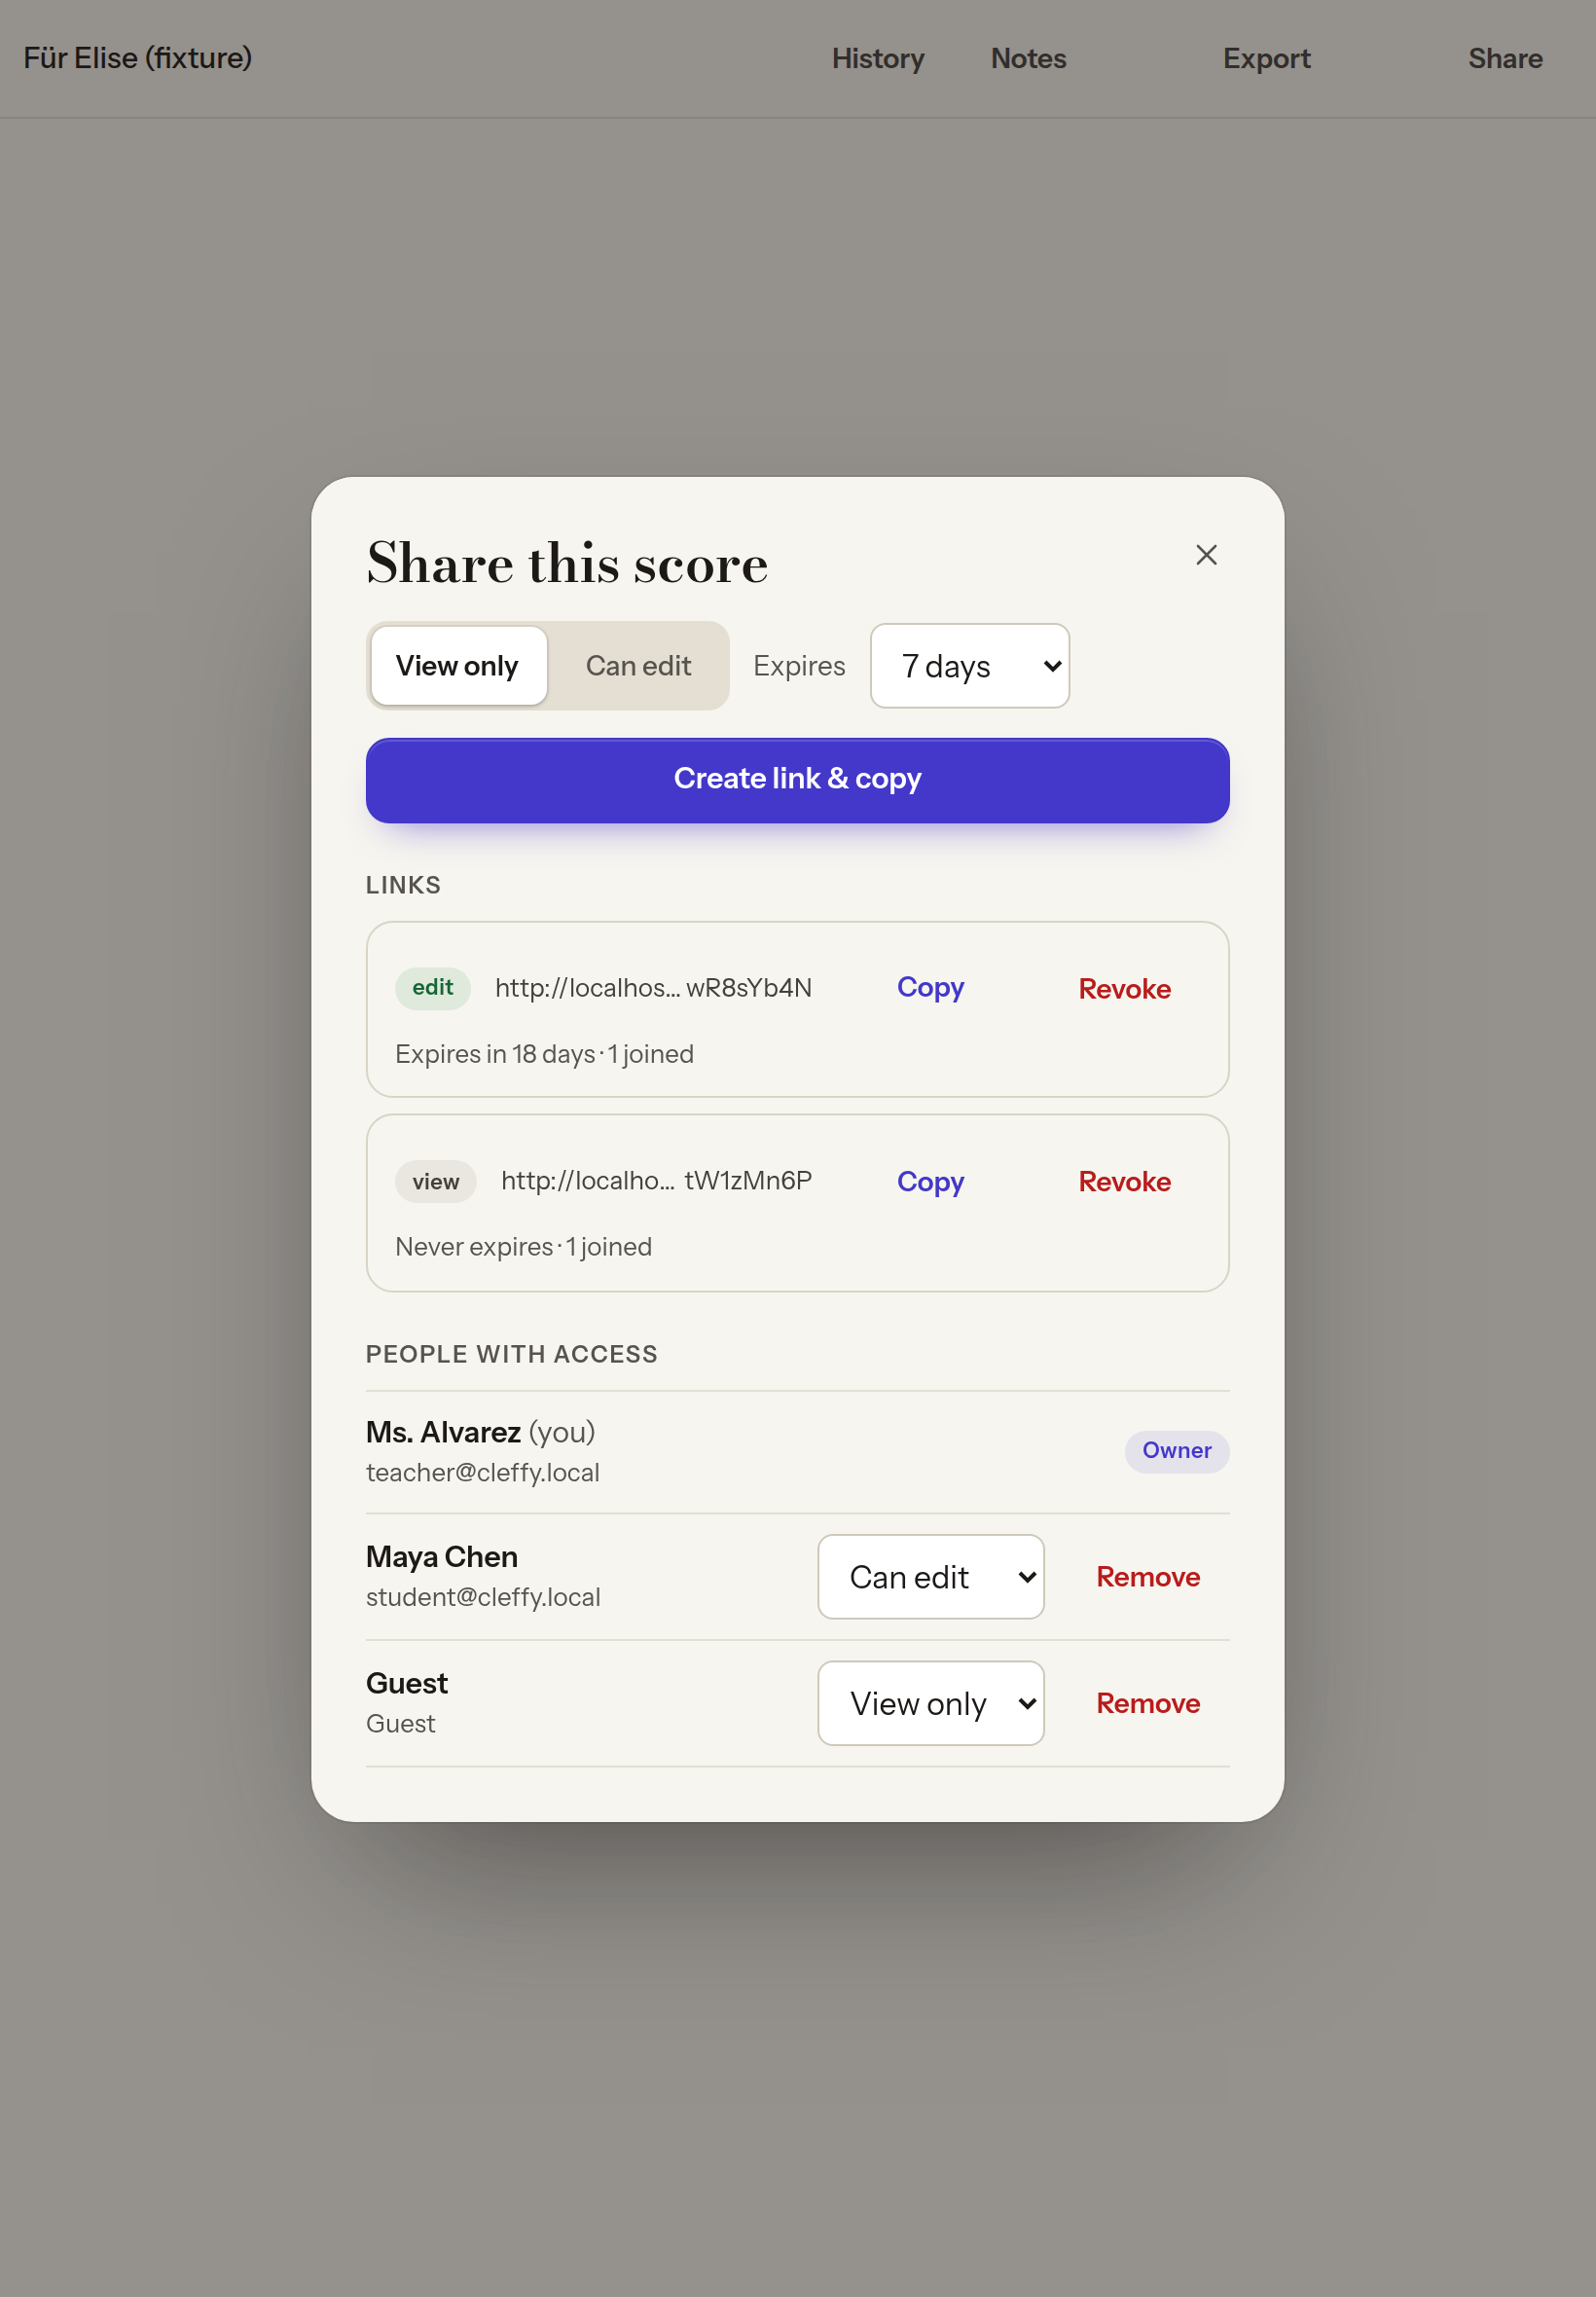 Für Elise (fixture) History Notes Export Share
Share this score
View only Can edit Expires 7 days
Create link & copy
LINKS
edit http://localhos… wR8sYb4N Copy Revoke
Expires in 18 days · 1 joined
view http://localho… tW1zMn6P Copy Revoke
Never expires · 1 joined
PEOPLE WITH ACCESS
Ms. Alvarez (you)
teacher@cleffy.local
Owner
Maya Chen
student@cleffy.local
Can edit Remove
Guest
Guest
View only Remove